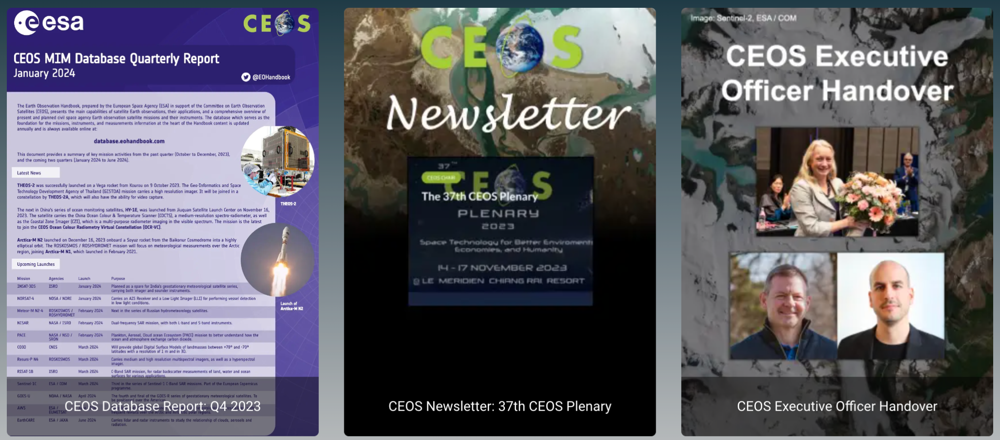 esa
CEOS
CEOS MIM Database Quarterly Report
January 2024
@EOHandbook
The Earth Observation Handbook, prepared by the European Space Agency (ESA) in support of the Committee on Earth Observation
Satellites (CEOS), presents the main capabilities of satellite Earth observations, their applications, and a comprehensive overview of
present and planned civil space agency Earth observation satellite missions and their instruments. The database which serves as the
foundation for the missions, instruments, and measurements information at the heart of the Handbook content is updated
annually and is always available online at:
database.eohandbook.com
This document provides a summary of key mission activities from the past quarter (October to December, 2023),
and the coming two quarters (January 2024 to June 2024).
Latest News
THEOS-2 was successfully launched on a Vega rocket from Kourou on 9 October 2023. The Geo-Informatics and Space
Technology Development Agency of Thailand (GISTDA) mission carries a high resolution imager. It will be joined in a
constellation by THEOS-2A, which will also have the ability for video capture.
THEOS-2
The next in China's series of ocean monitoring satellites, HY-1E, was launched from Jiuquan Satellite Launch Center on November 16,
2023. The satellite carries the China Ocean Colour & Temperature Scanner (COCTS), a medium-resolution spectro-radiometer, as well
as the Coastal Zone Imager (CZI), which is a multi-purpose radiometer imaging in the visible spectrum. The mission is the latest
to join the CEOS Ocean Colour Radiometry Virtual Constellation (OCR-VC).
Arctica-M N2 launched on December 16, 2023 onboard a Soyuz rocket from the Baikonur Cosmodrome into a highly
elliptical orbit. The ROSKOSMOS / ROSHYDROMET mission will focus on meteorological measurements over the Arctic
region, joining Arctica-M N1, which launched in February 2021.
Launch of
Arctica-M N2
Upcoming Launches
Mission Agencies Launch Purpose
INSAT-3DS ISRO January 2024 Planned as a spare for India's geostationary meteorological satellite series,
carrying both imager and sounder instruments.
NORSAT-4 NOSA / NDRE January 2024 Carries an AIS Receiver and a Low Light Imager (LLI) for performing vessel detection
in low light conditions.
Meteor-M N2-4 ROSKOSMOS / February 2024 Next in the series of Russian hydrometeorology satellites.
ROSHYDROMET
NISAR NASA / ISRO February 2024 Dual-frequency SAR mission, with both L-band and S-band instruments.
PACE NASA / NSO / February 2024 Plankton, Aerosol, Cloud ocean Ecosystem (PACE) mission to better understand how the
SRON ocean and atmosphere exchange carbon dioxide.
CO3D CNES March 2024 Will provide global Digital Surface Models of landmasses between +70° and -70°
latitudes with a resolution of 1 m and in 3D.
Resurs-P N4 ROSKOSMOS March 2024 Carries medium and high resolution multispectral imagers, as well as a hyperspectral
imager.
RISAT-1B ISRO March 2024 C-Band SAR mission, for radar backscatter measurements of land, water and ocean
surfaces for various applications.
Sentinel-1C ESA / COM March 2024 Third in the series of Sentinel-1 C-Band SAR missions. Part of the European Copernicus
programme.
GOES-U NOAA / NASA April 2024 The fourth and final of the GOES-R series of geostationary meteorological satellites. To
be positioned over the Americas.
AWS ESA /
EUMETSAT frequent revisits over the Arctic and Antarctic polar regions.
EarthCARE ESA / JAXA June 2024 Carries lidar and radar instruments to study the relationship of clouds, aerosols and
radiation.
CEOS Database Report: Q4 2023
CEOS
Newsletter
37TH
CEOS CHAIR
CEOS
The 37th CEOS Plenary
PLENARY
2023
Space Technology for Better Enviroment
Economies, and Humanity
14 - 17 NOVEMBER 2023
LE MERIDIEN CHIANG RAI RESORT
CEOS Newsletter: 37th CEOS Plenary
Image: Sentinel-2, ESA / COM
CEOS Executive
Officer Handover
CEOS Executive Officer Handover